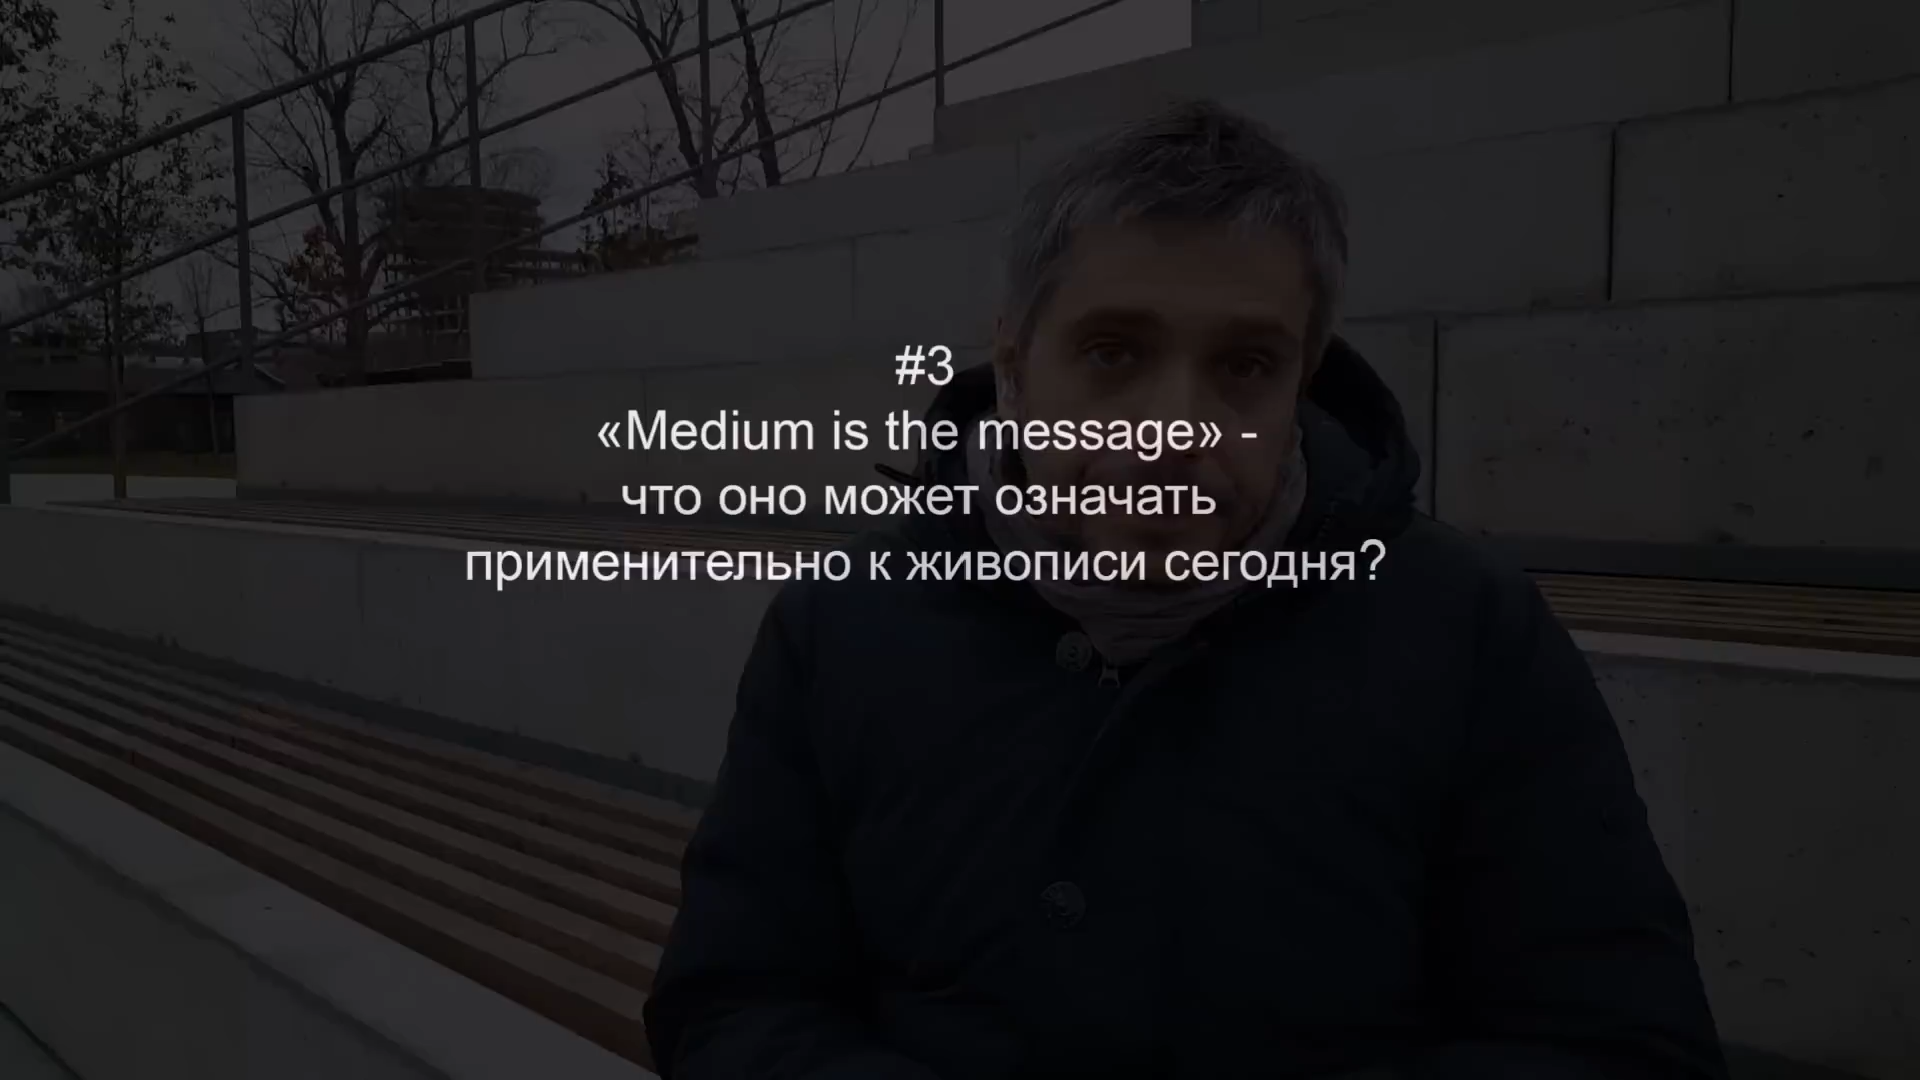 #3
«Medium is the message» -
что оно может означать
применительно к живописи сегодня?